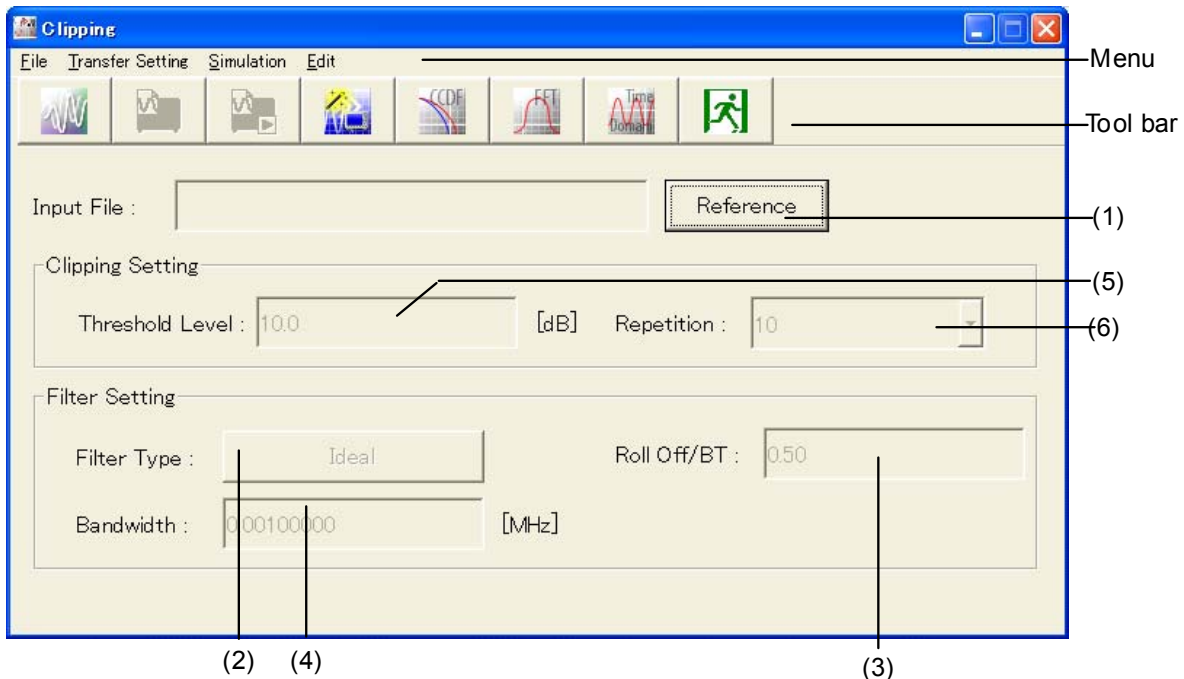 Clipping
File Transfer Setting Simulation Edit
Menu
CCDF FFT Time Domain
Tool bar
Input File :
Reference
(1)
Clipping Setting
(5)
Threshold Level : 10.0 [dB] Repetition : 10
(6)
Filter Setting
Filter Type : Ideal Roll Off/BT : 0.50
Bandwidth : 0.00100000 [MHz]
(2) (4) (3)